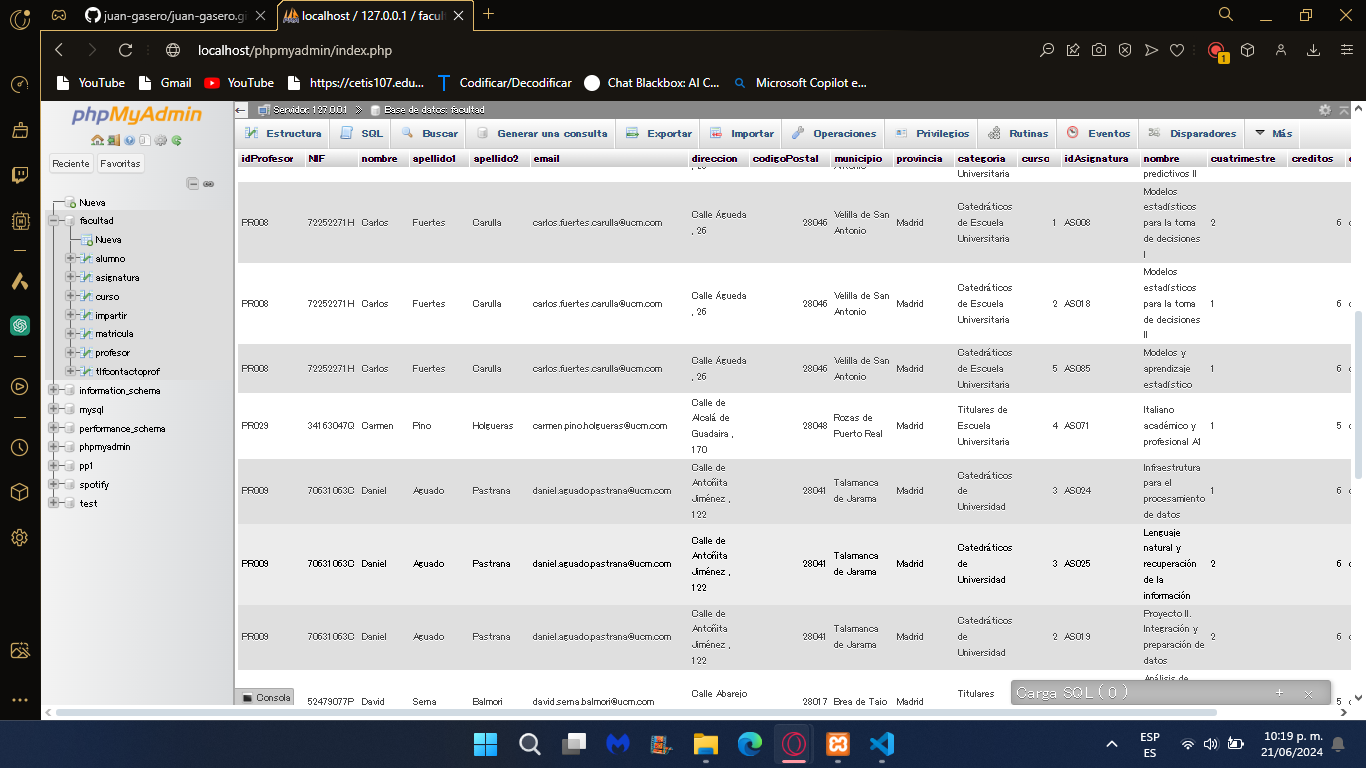 juan-gasero/juan-gasero.gi
localhost / 127.0.0.1 / facul
localhost/phpmyadmin/index.php
1
YouTube
Gmail
YouTube
https://cetis107.edu...
Codificar/Decodificar
Chat Blackbox: AI C...
Microsoft Copilot e...
phpMyAdmin
Reciente
Favoritas
Nueva
facultad
Nueva
alumno
asignatura
curso
impartir
matricula
profesor
tlfcontactoprof
information_schema
mysql
performance_schema
phpmyadmin
pp1
spotify
test
Servidor: 127.0.0.1 » Base de datos: facultad
Estructura SQL Buscar Generar una consulta Exportar Importar Operaciones Privilegios Rutinas Eventos Disparadores Más
idProfesor NIF nombre apellido1 apellido2 email direccion codigoPostal municipio provincia categoria curso idAsignatura nombre cuatrimestre creditos
Universitaria predictivos II
PR008 72252271H Carlos Fuertes Carulla carlos.fuertes.carulla@ucm.com Calle Águeda
, 26
28046 Velilla de San
Antonio
Madrid Catedráticos
de Escuela
Universitaria
1 AS008 Modelos
estadísticos
para la toma
de decisiones
I
2 6
PR008 72252271H Carlos Fuertes Carulla carlos.fuertes.carulla@ucm.com Calle Águeda
, 26
28046 Velilla de San
Antonio
Madrid Catedráticos
de Escuela
Universitaria
2 AS018 Modelos
estadísticos
para la toma
de decisiones
II
1 6
PR008 72252271H Carlos Fuertes Carulla carlos.fuertes.carulla@ucm.com Calle Águeda
, 26
28046 Velilla de San
Antonio
Madrid Catedráticos
de Escuela
Universitaria
5 AS085 Modelos y
aprendizaje
estadístico
1 6
PR029 34163047Q Carmen Pino Holgueras carmen.pino.holgueras@ucm.com Calle de
Alcalá de
Guadaira ,
170
28048 Rozas de
Puerto Real
Madrid Titulares de
Escuela
Universitaria
4 AS071 Italiano
académico y
profesional A1
1 5
PR009 70631063C Daniel Aguado Pastrana daniel.aguado.pastrana@ucm.com Calle de
Antoñita
Jiménez ,
122
28041 Talamanca
de Jarama
Madrid Catedráticos
de
Universidad
3 AS024 Infraestrutura
para el
procesamiento
de datos
1 6
PR009 70631063C Daniel Aguado Pastrana daniel.aguado.pastrana@ucm.com Calle de
Antoñita
Jiménez ,
122
28041 Talamanca
de Jarama
Madrid Catedráticos
de
Universidad
3 AS025 Lenguaje
natural y
recuperación
de la
información
2 6
PR009 70631063C Daniel Aguado Pastrana daniel.aguado.pastrana@ucm.com Calle de
Antoñita
Jiménez ,
122
28041 Talamanca
de Jarama
Madrid Catedráticos
de
Universidad
2 AS019 Proyecto II.
Integración y
preparación de
datos
2 6
52479077P David Serna Balmori david.serna.balmori@ucm.com Calle Abarejo
28017 Brea de Tajo Madrid Titulares
Análisis de
Consola
Carga SQL ( 0 ) + ×
ESP
ES
10:19 p. m.
21/06/2024